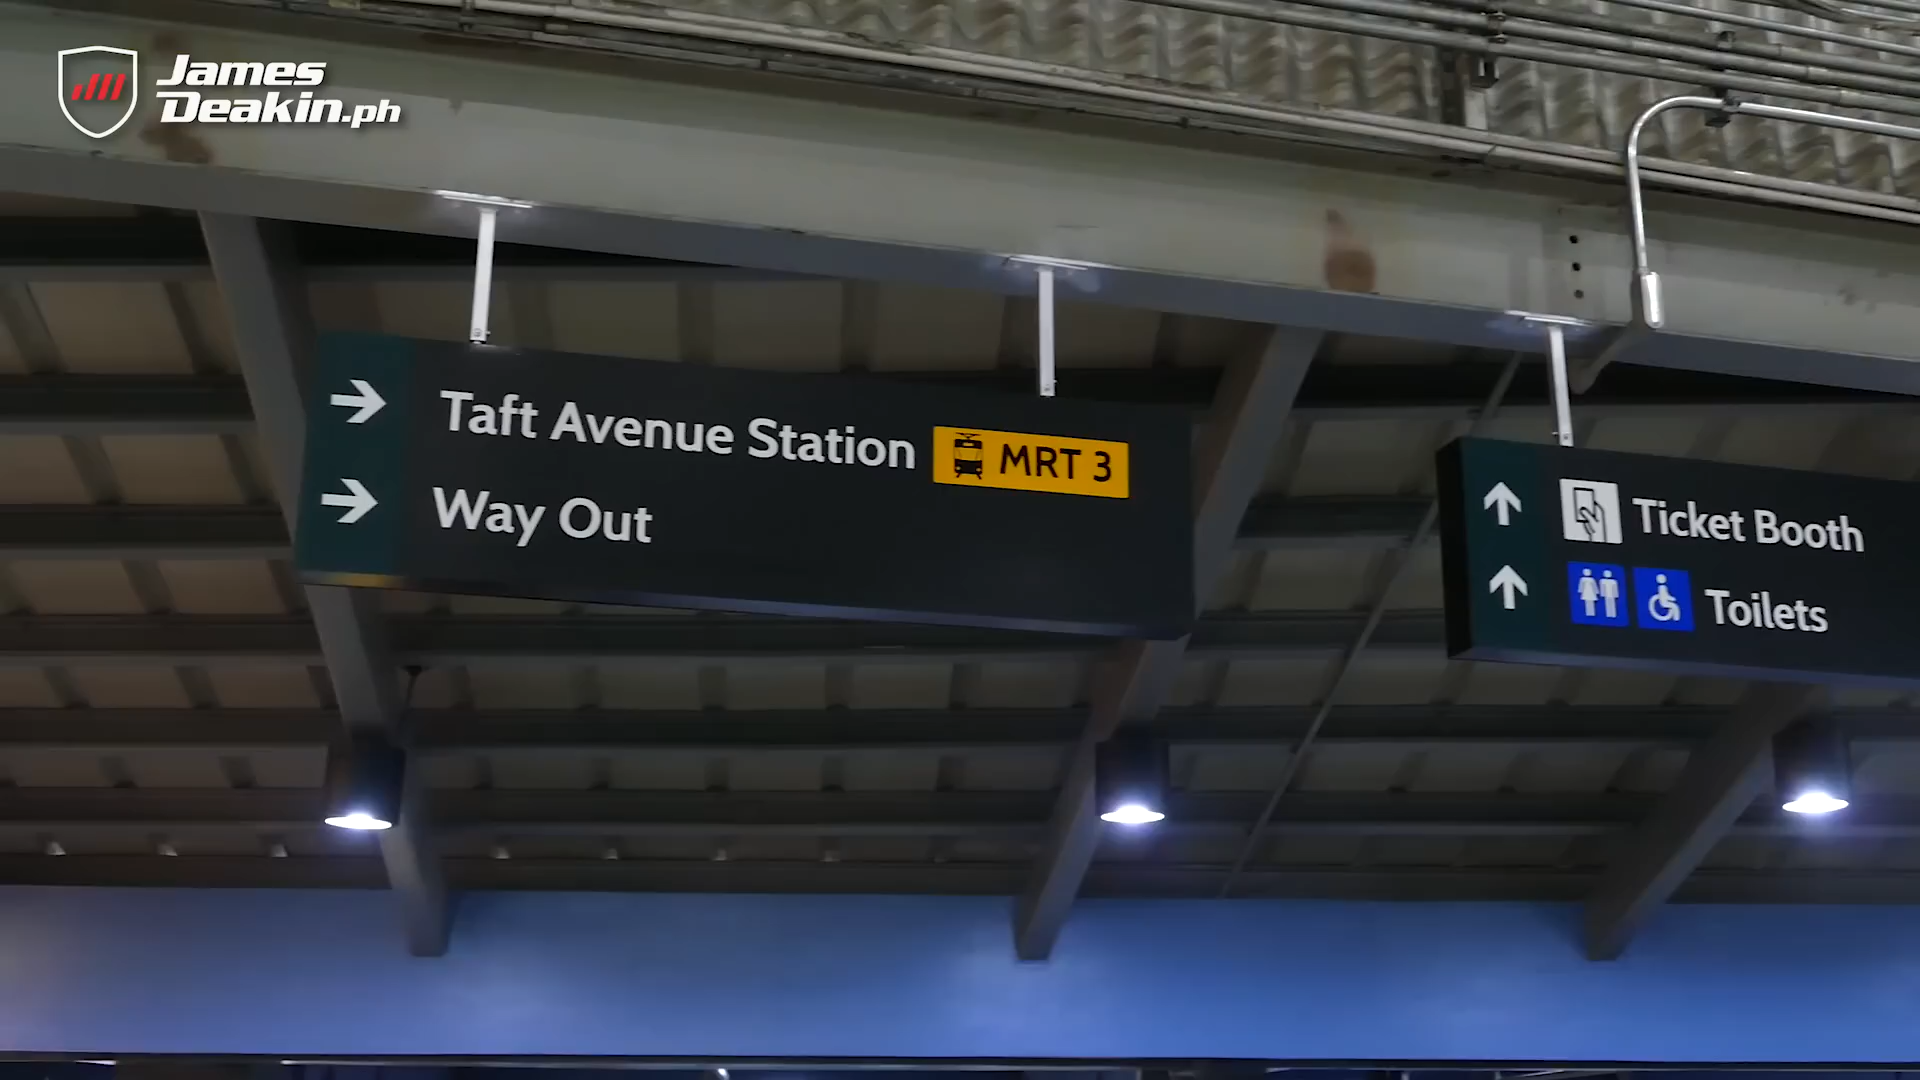 James
Deakin.ph
Taft Avenue Station MRT 3
Way Out
Ticket Booth
Toilets